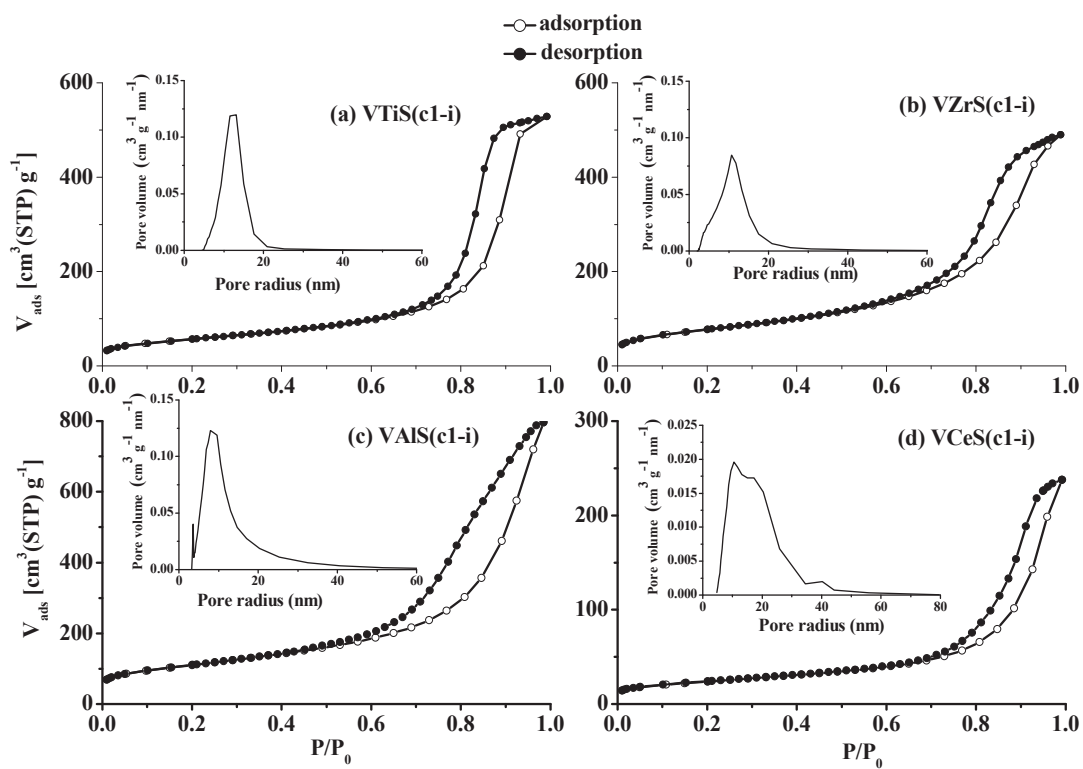 adsorption
desorption
(a) VTiS(c1-i)
V_ads [cm³(STP) g⁻¹]
600
400
200
0
0.0 0.2 0.4 0.6 0.8 1.0
Pore volume (cm³ g⁻¹ nm⁻¹)
0.15
0.10
0.05
0.00
0 20 40 60
Pore radius (nm)
(b) VZrS(c1-i)
600
400
200
0
0.0 0.2 0.4 0.6 0.8 1.0
Pore volume (cm³ g⁻¹ nm⁻¹)
0.15
0.10
0.05
0.00
0 20 40 60
Pore radius (nm)
(c) VAlS(c1-i)
V_ads [cm³(STP) g⁻¹]
800
600
400
200
0
0.0 0.2 0.4 0.6 0.8 1.0
P/P₀
Pore volume (cm³ g⁻¹ nm⁻¹)
0.15
0.10
0.05
0.00
0 20 40 60
Pore radius (nm)
(d) VCeS(c1-i)
300
200
100
0
0.0 0.2 0.4 0.6 0.8 1.0
P/P₀
Pore volume (cm³ g⁻¹ nm⁻¹)
0.025
0.020
0.015
0.010
0.005
0.000
0 20 40 60 80
Pore radius (nm)